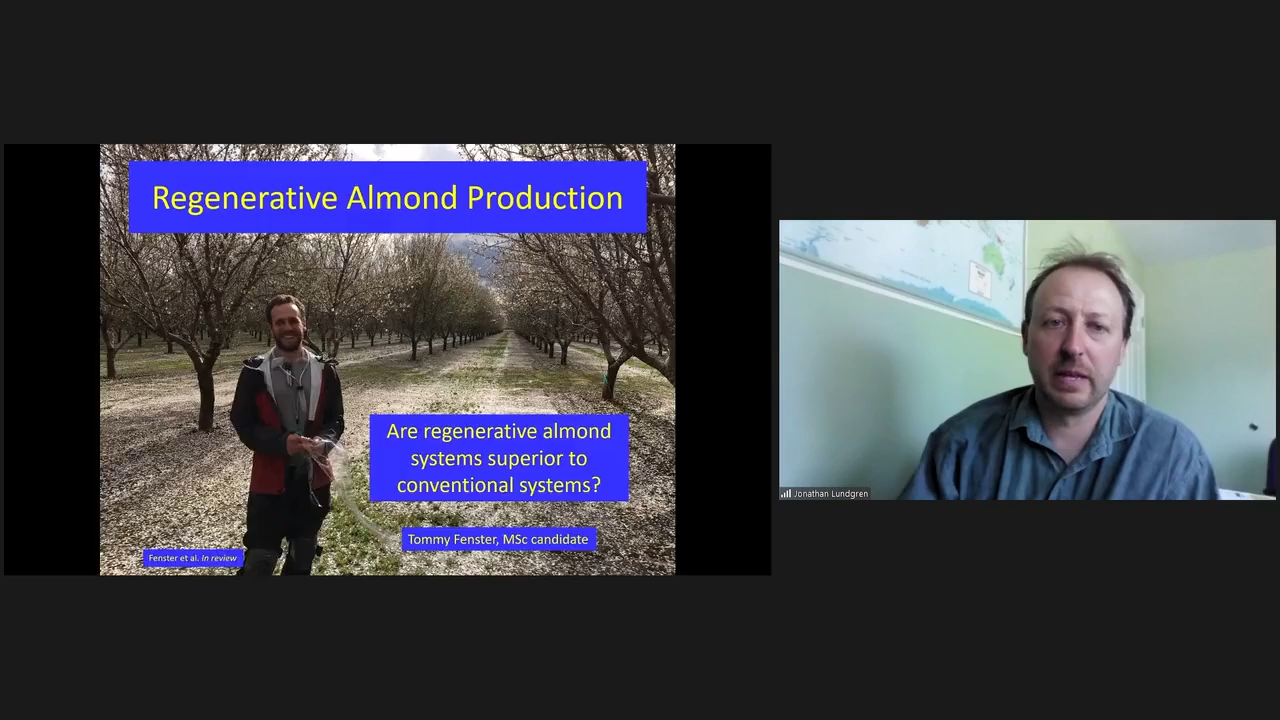 Regenerative Almond Production
Are regenerative almond
systems superior to
conventional systems?
Tommy Fenster, MSc candidate
Fenster et al. In review
Jonathan Lundgren